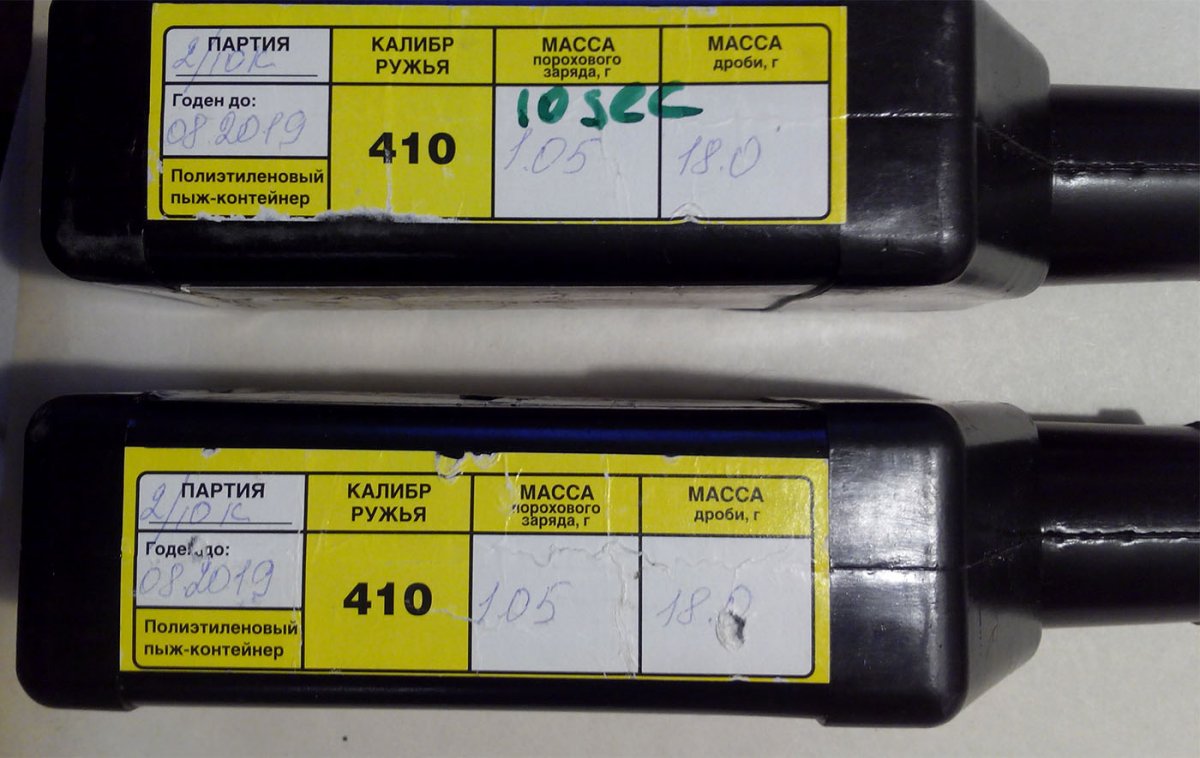 ПАРТИЯ
2/10К
Годен до:
08.2019
Полиэтиленовый
пыж-контейнер
КАЛИБР
РУЖЬЯ
410
МАССА
порохового
заряда, г
10 sec
1.05
МАССА
дроби, г
18.0
ПАРТИЯ
2/10К
Годен до:
08.2019
Полиэтиленовый
пыж-контейнер
КАЛИБР
РУЖЬЯ
410
МАССА
порохового
заряда, г
1.05
МАССА
дроби, г
18.0